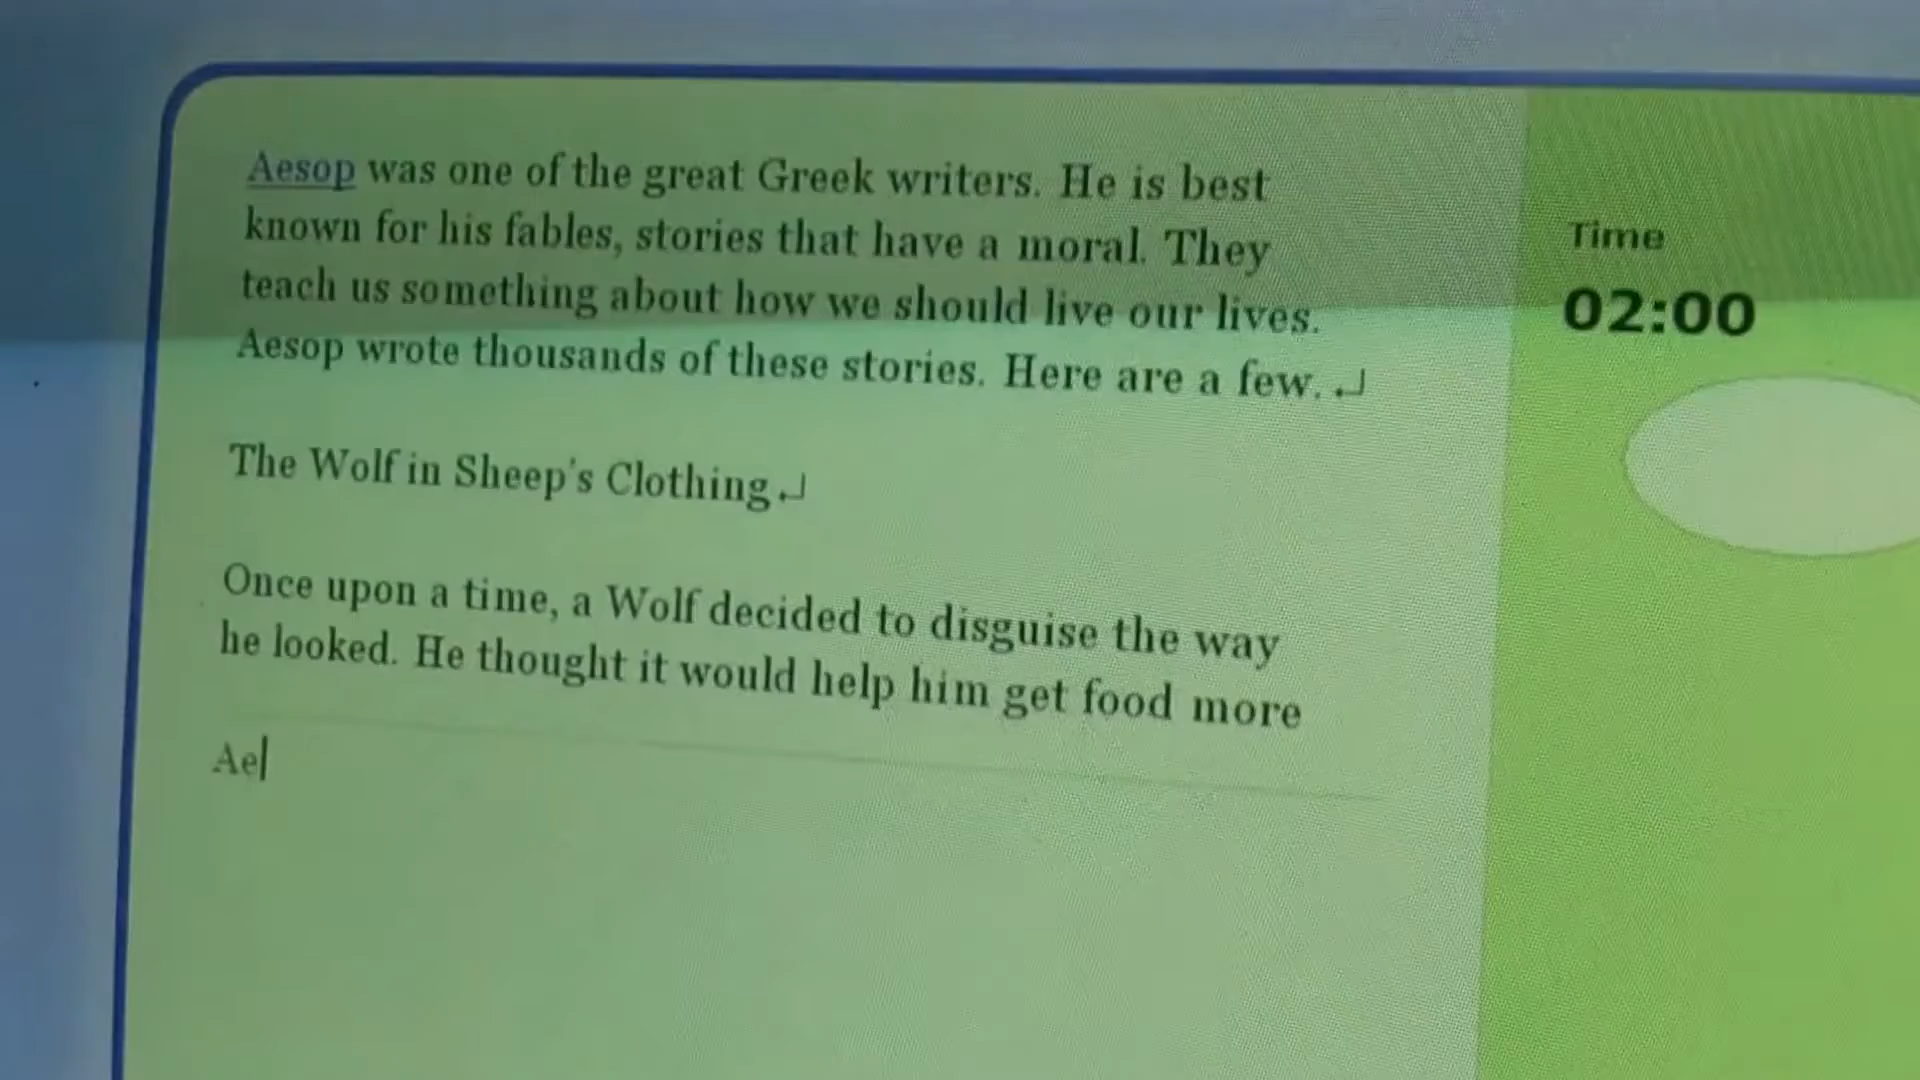 Aesop was one of the great Greek writers. He is best
known for his fables, stories that have a moral. They
teach us something about how we should live our lives.
Aesop wrote thousands of these stories. Here are a few. ↵
The Wolf in Sheep's Clothing ↵
Once upon a time, a Wolf decided to disguise the way
he looked. He thought it would help him get food more
Ae
Time
02:00